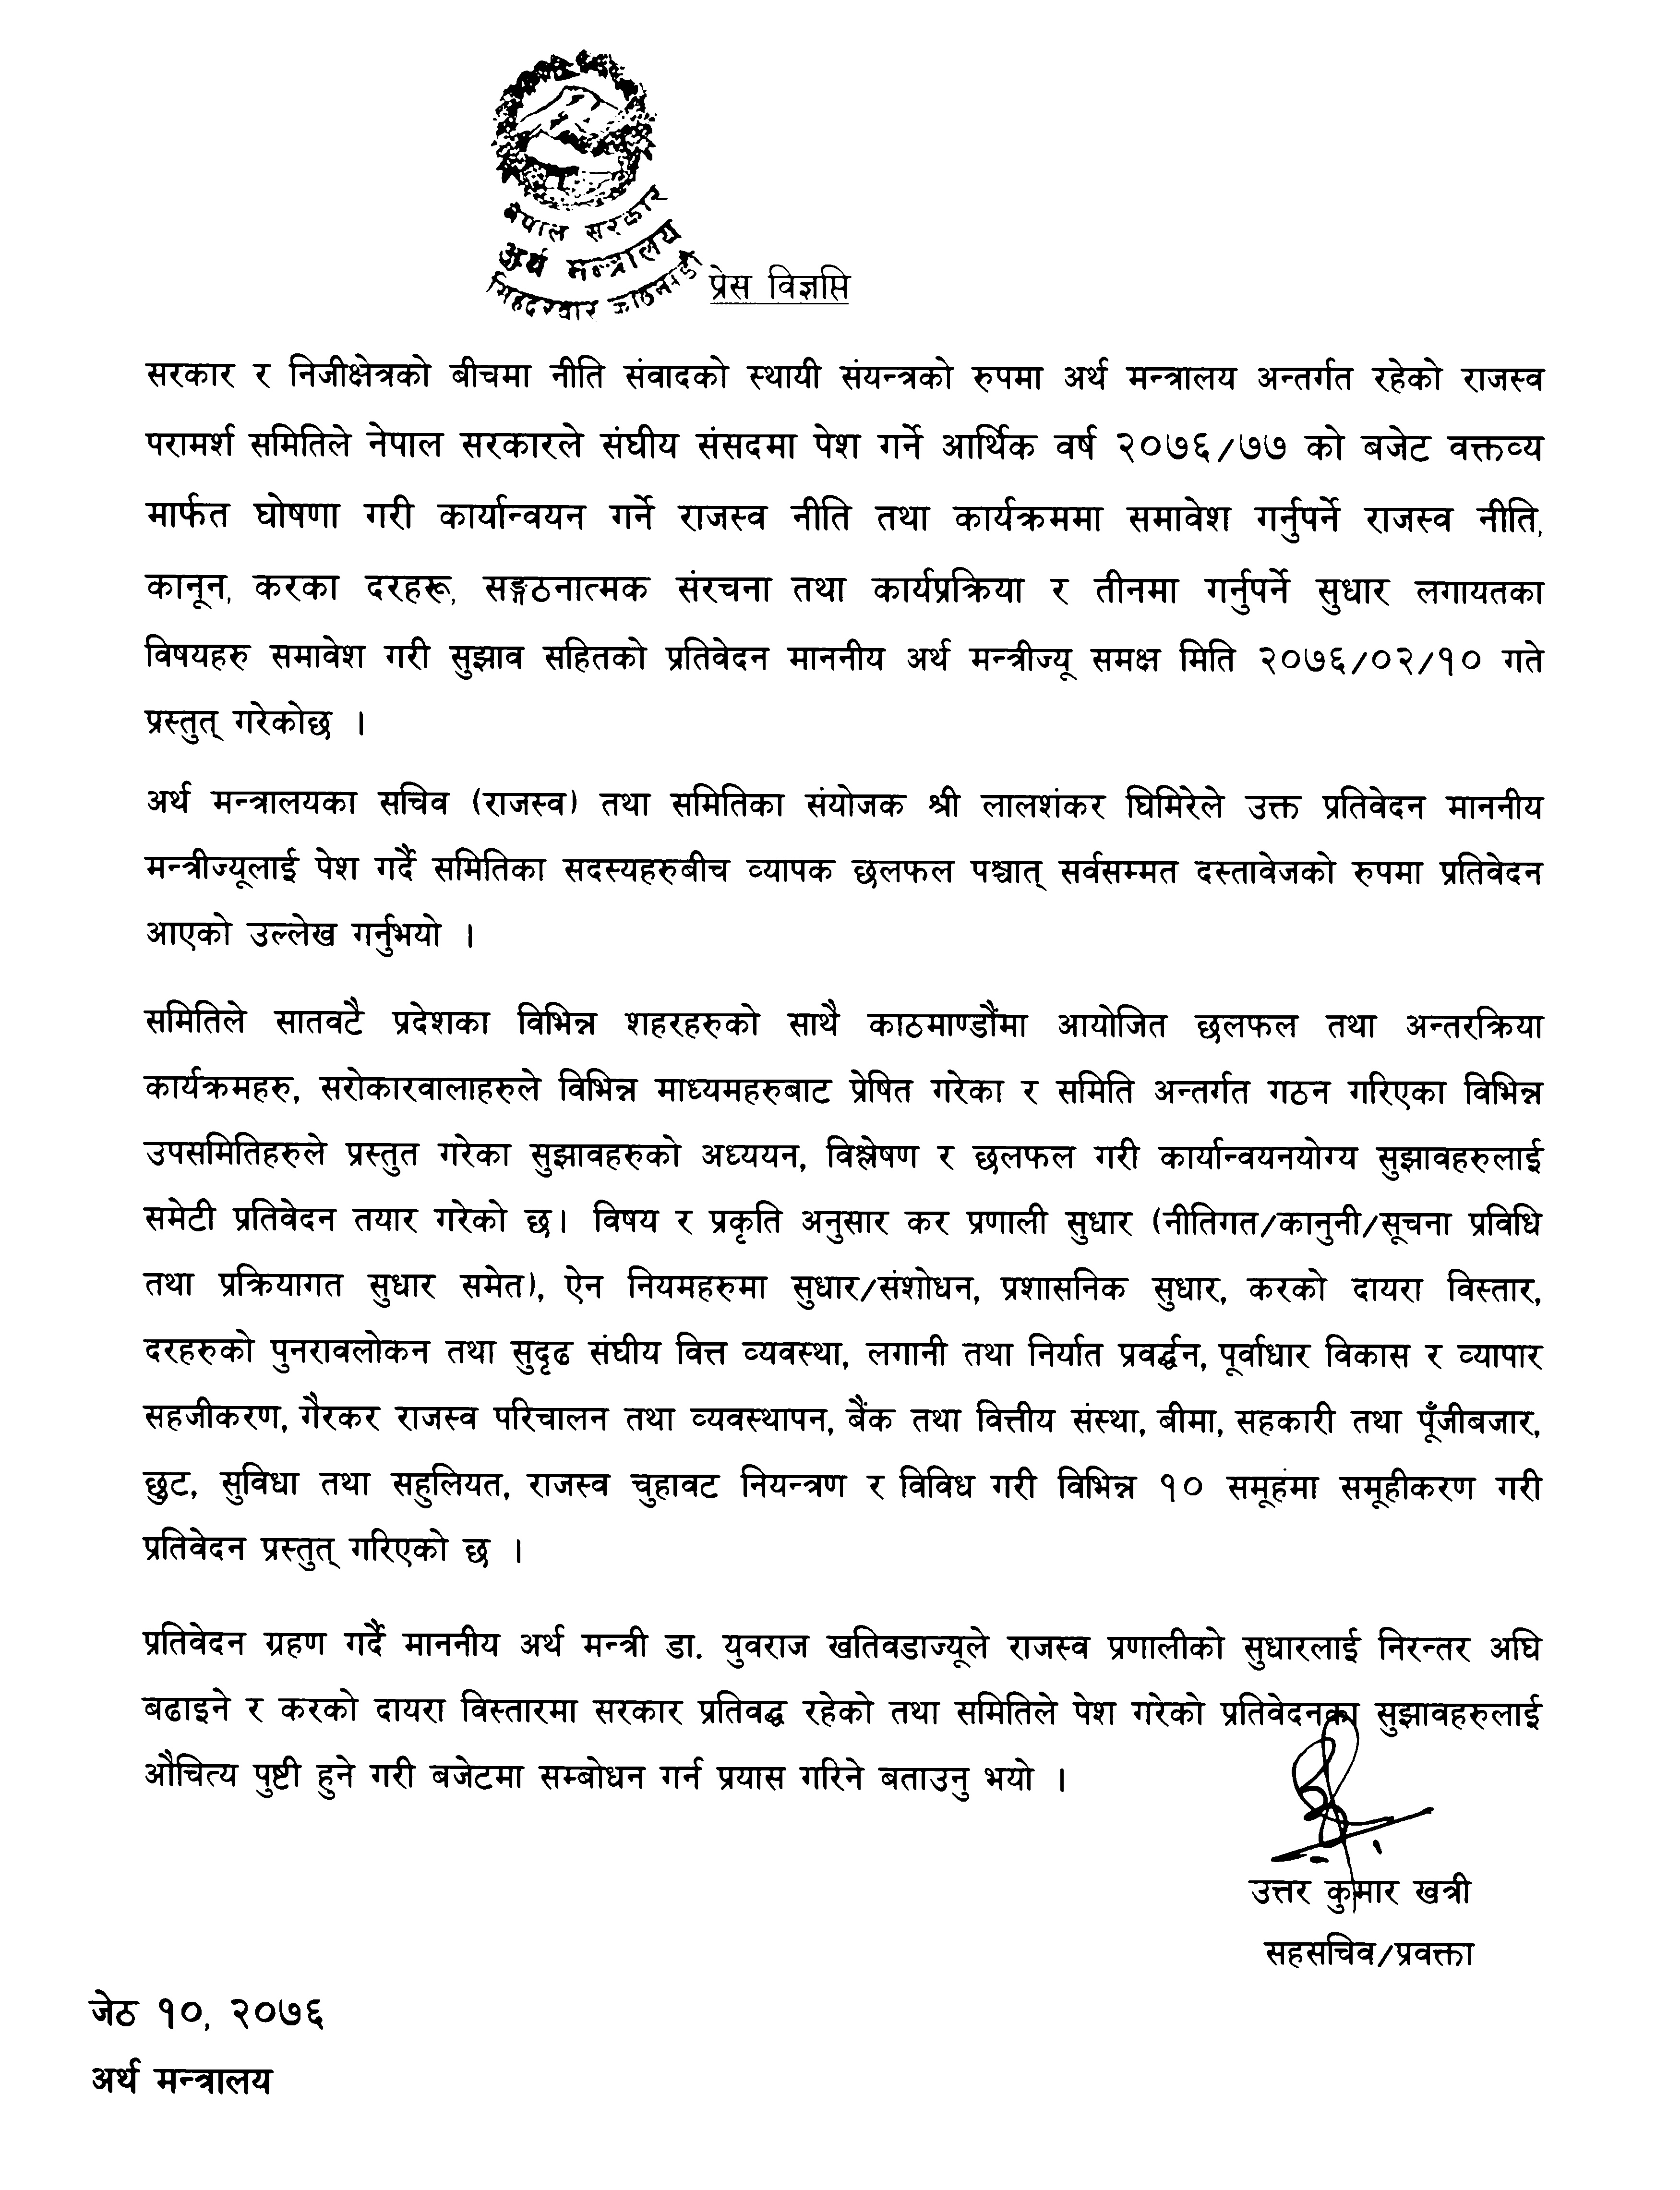 नेपाल सरकार
अर्थ मन्त्रालय
सिंहदरवार काठमाडौं
प्रेस विज्ञप्ति
सरकार र निजीक्षेत्रको बीचमा नीति संवादको स्थायी संयन्त्रको रुपमा अर्थ मन्त्रालय अन्तर्गत रहेको राजस्व
परामर्श समितिले नेपाल सरकारले संघीय संसदमा पेश गर्ने आर्थिक वर्ष २०७६/७७ को बजेट वक्तव्य
मार्फत घोषणा गरी कार्यान्वयन गर्ने राजस्व नीति तथा कार्यक्रममा समावेश गर्नुपर्ने राजस्व नीति,
कानून, करका दरहरू, सङ्गठनात्मक संरचना तथा कार्यप्रक्रिया र तीनमा गर्नुपर्ने सुधार लगायतका
विषयहरु समावेश गरी सुझाव सहितको प्रतिवेदन माननीय अर्थ मन्त्रीज्यू समक्ष मिति २०७६/०२/१० गते
प्रस्तुत् गरेकोछ ।
अर्थ मन्त्रालयका सचिव (राजस्व) तथा समितिका संयोजक श्री लालशंकर घिमिरेले उक्त प्रतिवेदन माननीय
मन्त्रीज्यूलाई पेश गर्दै समितिका सदस्यहरुबीच व्यापक छलफल पश्चात् सर्वसम्मत दस्तावेजको रुपमा प्रतिवेदन
आएको उल्लेख गर्नुभयो ।
समितिले सातवटै प्रदेशका विभिन्न शहरहरुको साथै काठमाण्डौंमा आयोजित छलफल तथा अन्तरक्रिया
कार्यक्रमहरु, सरोकारवालाहरुले विभिन्न माध्यमहरुबाट प्रेषित गरेका र समिति अन्तर्गत गठन गरिएका विभिन्न
उपसमितिहरुले प्रस्तुत गरेका सुझावहरुको अध्ययन, विश्लेषण र छलफल गरी कार्यान्वयनयोग्य सुझावहरुलाई
समेटी प्रतिवेदन तयार गरेको छ। विषय र प्रकृति अनुसार कर प्रणाली सुधार (नीतिगत/कानुनी/सूचना प्रविधि
तथा प्रक्रियागत सुधार समेत), ऐन नियमहरुमा सुधार/संशोधन, प्रशासनिक सुधार, करको दायरा विस्तार,
दरहरुको पुनरावलोकन तथा सुदृढ संघीय वित्त व्यवस्था, लगानी तथा निर्यात प्रवर्द्धन, पूर्वाधार विकास र व्यापार
सहजीकरण, गैरकर राजस्व परिचालन तथा व्यवस्थापन, बैंक तथा वित्तीय संस्था, बीमा, सहकारी तथा पूँजीबजार,
छुट, सुविधा तथा सहुलियत, राजस्व चुहावट नियन्त्रण र विविध गरी विभिन्न १० समूहंमा समूहीकरण गरी
प्रतिवेदन प्रस्तुत् गरिएको छ ।
प्रतिवेदन ग्रहण गर्दै माननीय अर्थ मन्त्री डा. युवराज खतिवडाज्यूले राजस्व प्रणालीको सुधारलाई निरन्तर अघि
बढाइने र करको दायरा विस्तारमा सरकार प्रतिवद्ध रहेको तथा समितिले पेश गरेको प्रतिवेदनका सुझावहरुलाई
औचित्य पुष्टी हुने गरी बजेटमा सम्बोधन गर्न प्रयास गरिने बताउनु भयो ।
उत्तर कुमार खत्री
सहसचिव/प्रवक्ता
जेठ १०, २०७६
अर्थ मन्त्रालय